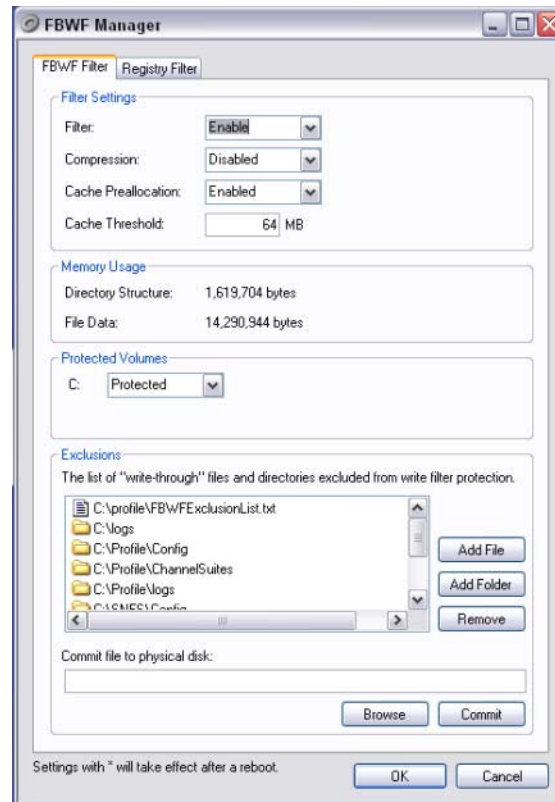 FBWF Manager
FBWF Filter
Registry Filter
Filter Settings
Filter: Enable
Compression: Disabled
Cache Preallocation: Enabled
Cache Threshold: 64 MB
Memory Usage
Directory Structure: 1,619,704 bytes
File Data: 14,290,944 bytes
Protected Volumes
C: Protected
Exclusions
The list of "write-through" files and directories excluded from write filter protection.
C:\profile\FBWFExclusionList.txt
C:\logs
C:\Profile\Config
C:\Profile\ChannelSuites
C:\Profile\logs
C:\SNFS\Config
Add File
Add Folder
Remove
Commit file to physical disk:
Browse
Commit
Settings with * will take effect after a reboot.
OK
Cancel